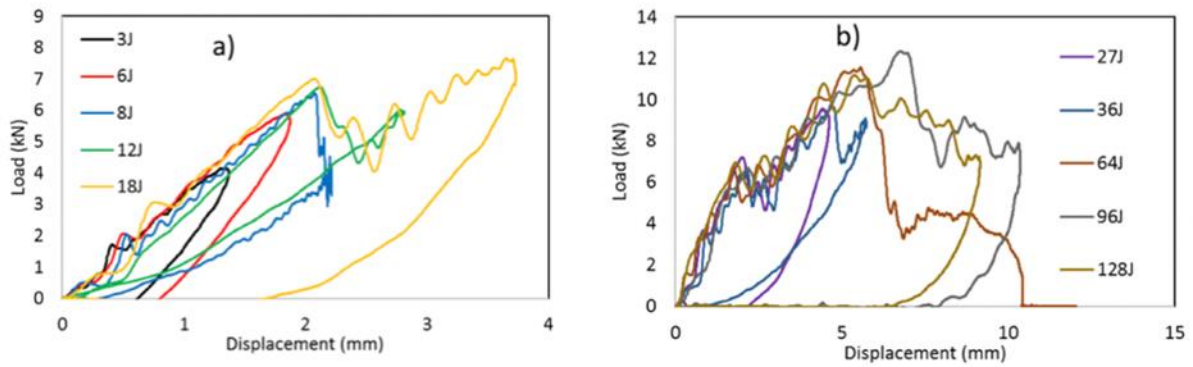 a)
9
8
7
6
5
4
3
2
1
0
Load (kN)
3J
6J
8J
12J
18J
0 1 2 3 4
Displacement (mm)
b)
14
12
10
8
6
4
2
0
Load (kN)
27J
36J
64J
96J
128J
0 5 10 15
Displacement (mm)